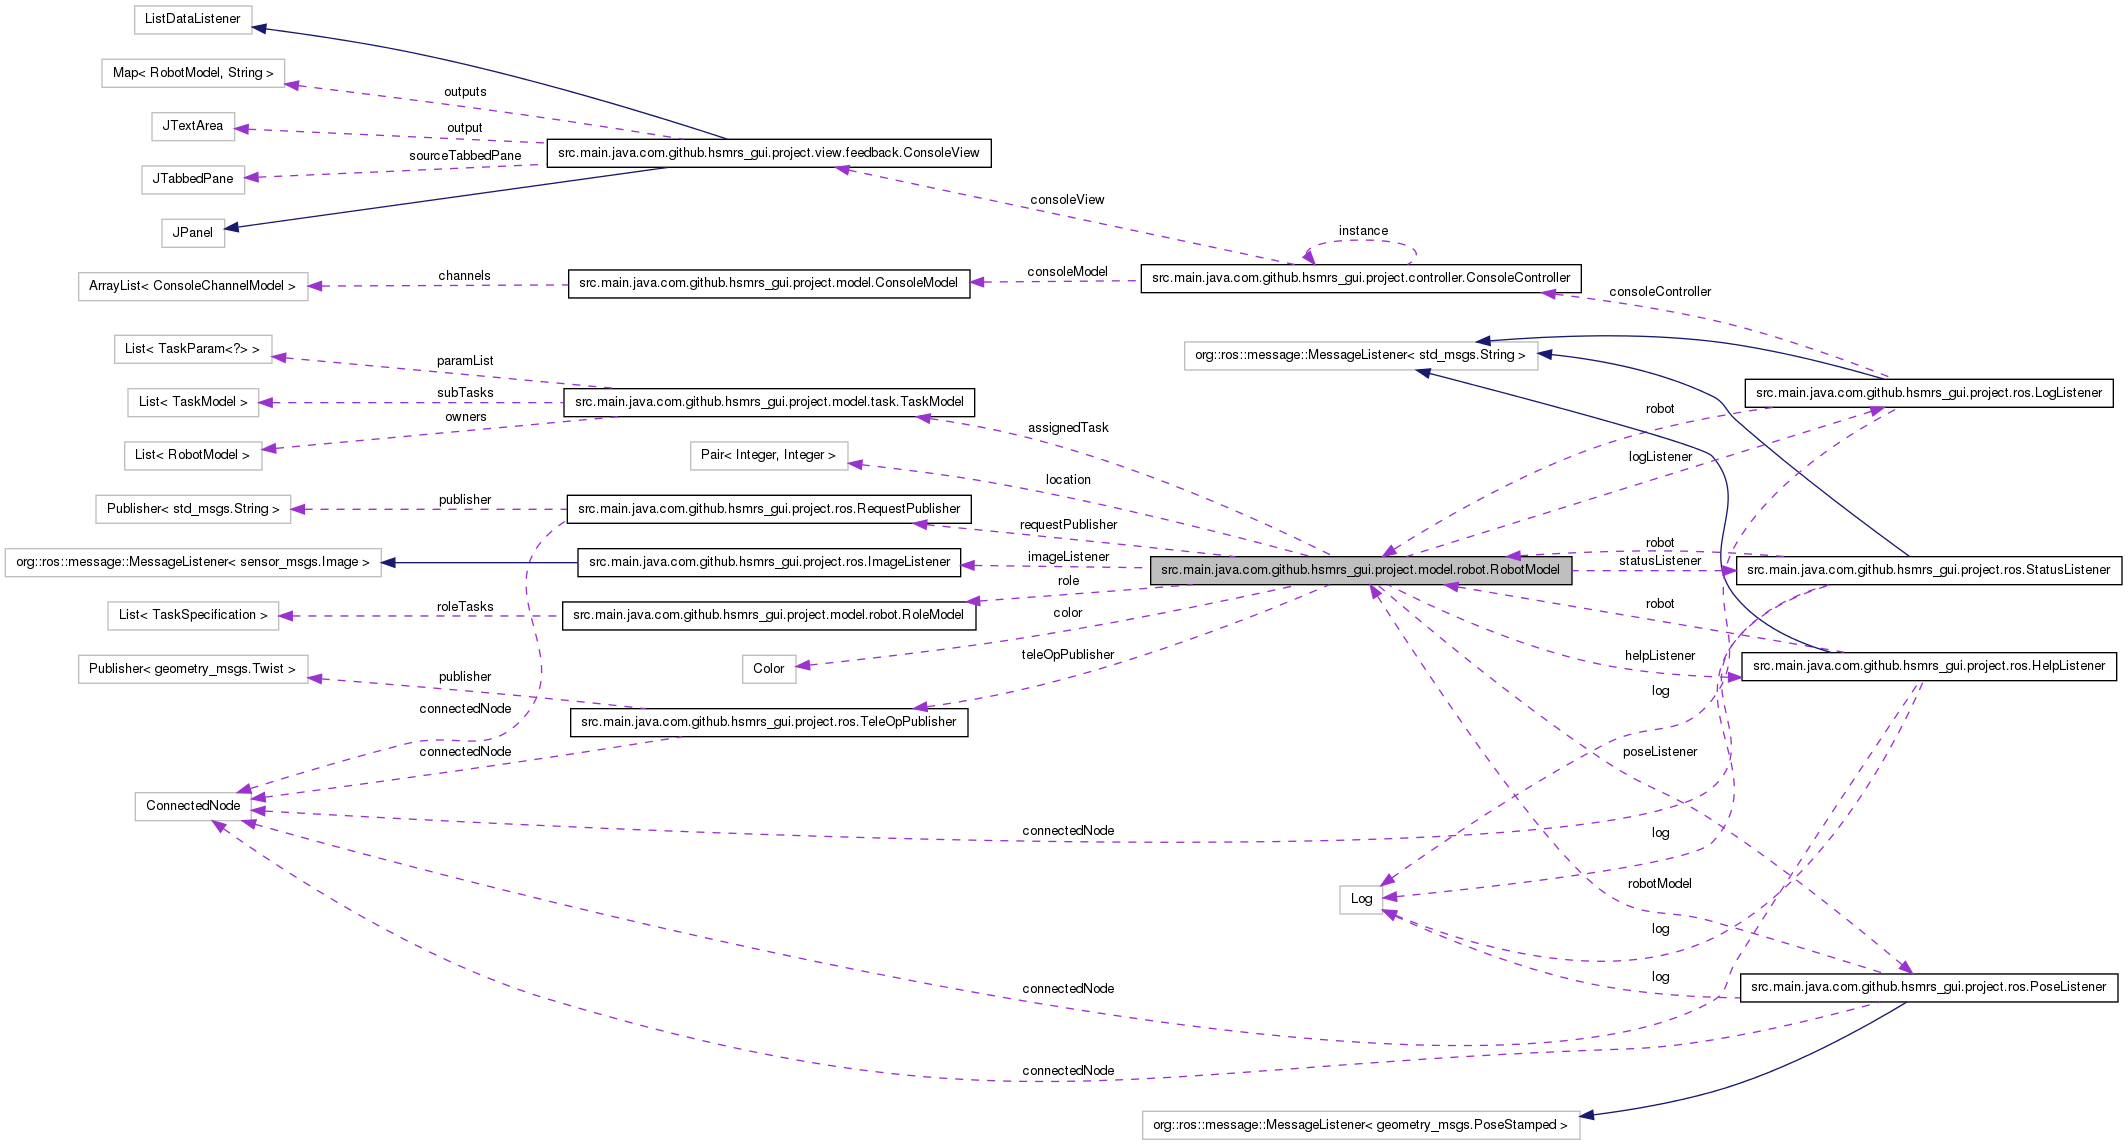 ListDataListener
Map< RobotModel, String >
outputs
JTextArea
output
sourceTabbedPane
src.main.java.com.github.hsmrs_gui.project.view.feedback.ConsoleView
JTabbedPane
consoleView
JPanel
instance
channels
consoleModel
src.main.java.com.github.hsmrs_gui.project.controller.ConsoleController
ArrayList< ConsoleChannelModel >
src.main.java.com.github.hsmrs_gui.project.model.ConsoleModel
consoleController
List< TaskParam<?> >
paramList
org::ros::message::MessageListener< std_msgs.String >
subTasks
src.main.java.com.github.hsmrs_gui.project.ros.LogListener
List< TaskModel >
src.main.java.com.github.hsmrs_gui.project.model.task.TaskModel
robot
owners
assignedTask
List< RobotModel >
Pair< Integer, Integer >
logListener
location
publisher
Publisher< std_msgs.String >
src.main.java.com.github.hsmrs_gui.project.ros.RequestPublisher
requestPublisher
robot
imageListener
statusListener
org::ros::message::MessageListener< sensor_msgs.Image >
src.main.java.com.github.hsmrs_gui.project.ros.ImageListener
src.main.java.com.github.hsmrs_gui.project.model.robot.RobotModel
src.main.java.com.github.hsmrs_gui.project.ros.StatusListener
role
roleTasks
robot
List< TaskSpecification >
src.main.java.com.github.hsmrs_gui.project.model.robot.RoleModel
color
teleOpPublisher
helpListener
Publisher< geometry_msgs.Twist >
Color
src.main.java.com.github.hsmrs_gui.project.ros.HelpListener
publisher
log
connectedNode
src.main.java.com.github.hsmrs_gui.project.ros.TeleOpPublisher
connectedNode
poseListener
ConnectedNode
connectedNode
log
robotModel
Log
log
log
connectedNode
src.main.java.com.github.hsmrs_gui.project.ros.PoseListener
connectedNode
org::ros::message::MessageListener< geometry_msgs.PoseStamped >